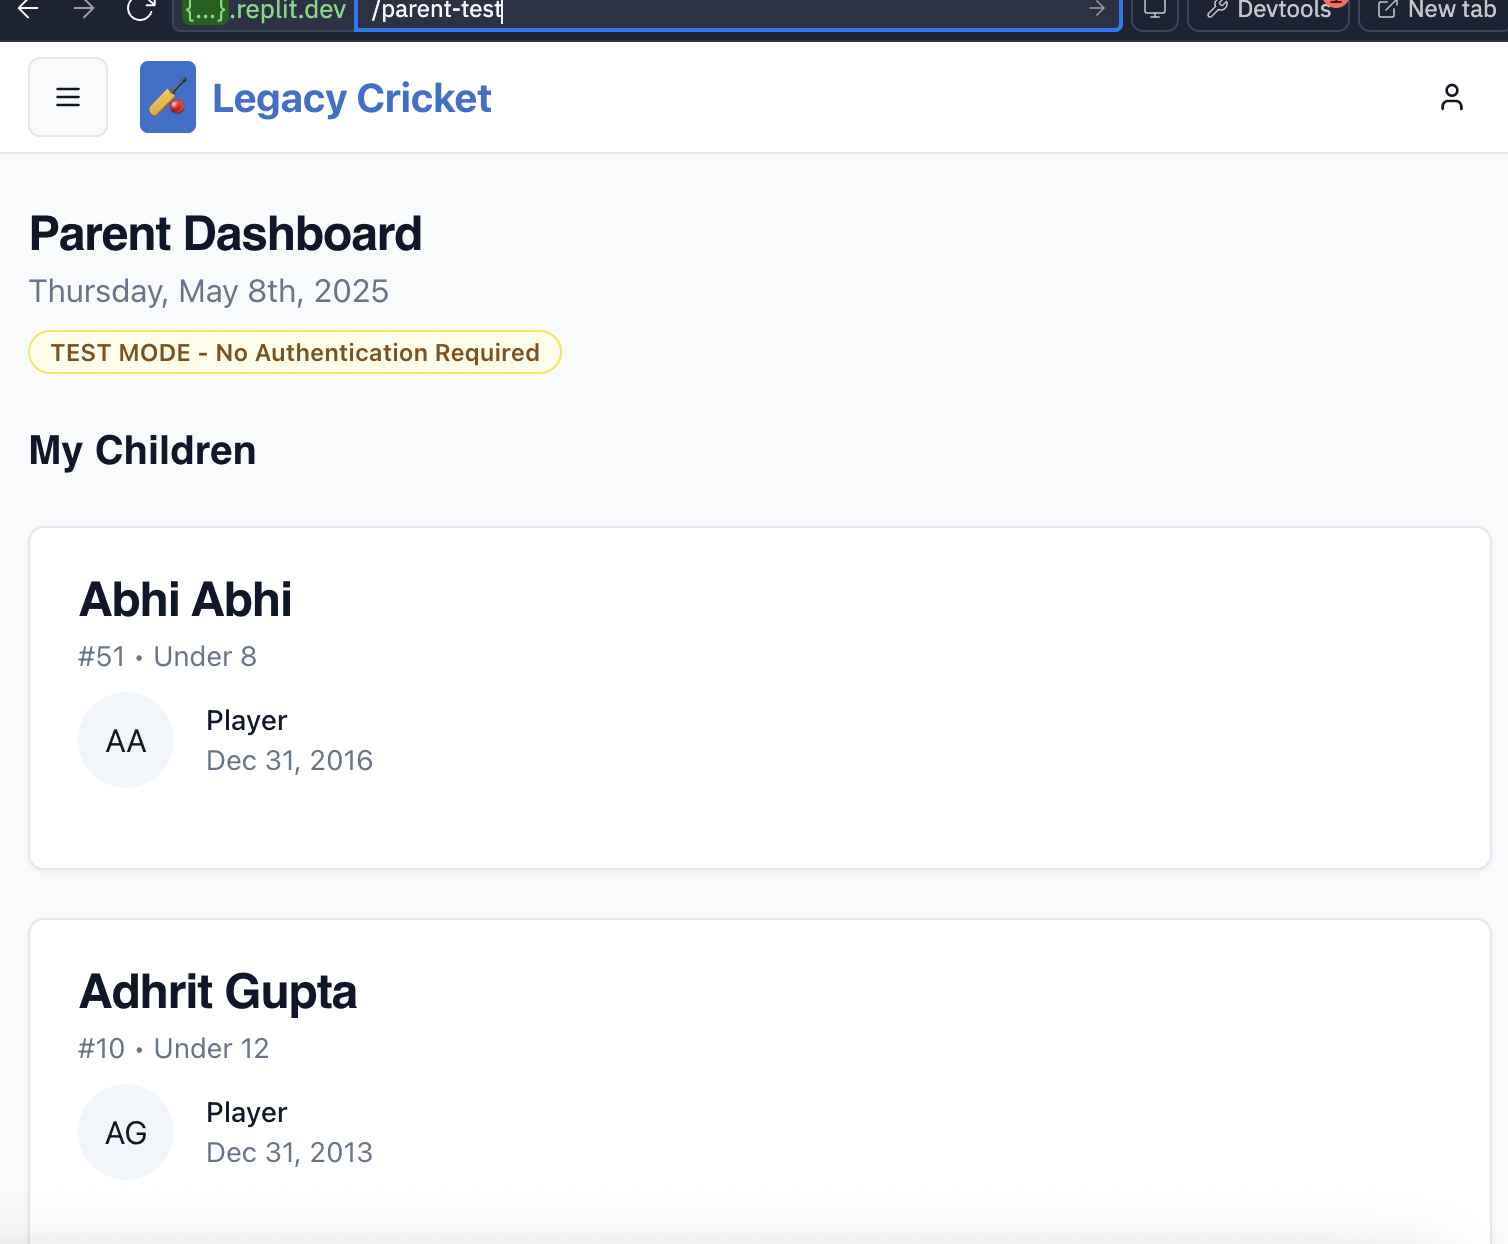 {...}.replit.dev /parent-test Devtools New tab
Legacy Cricket
Parent Dashboard
Thursday, May 8th, 2025
TEST MODE - No Authentication Required
My Children
Abhi Abhi
#51 • Under 8
AA
Player
Dec 31, 2016
Adhrit Gupta
#10 • Under 12
AG
Player
Dec 31, 2013